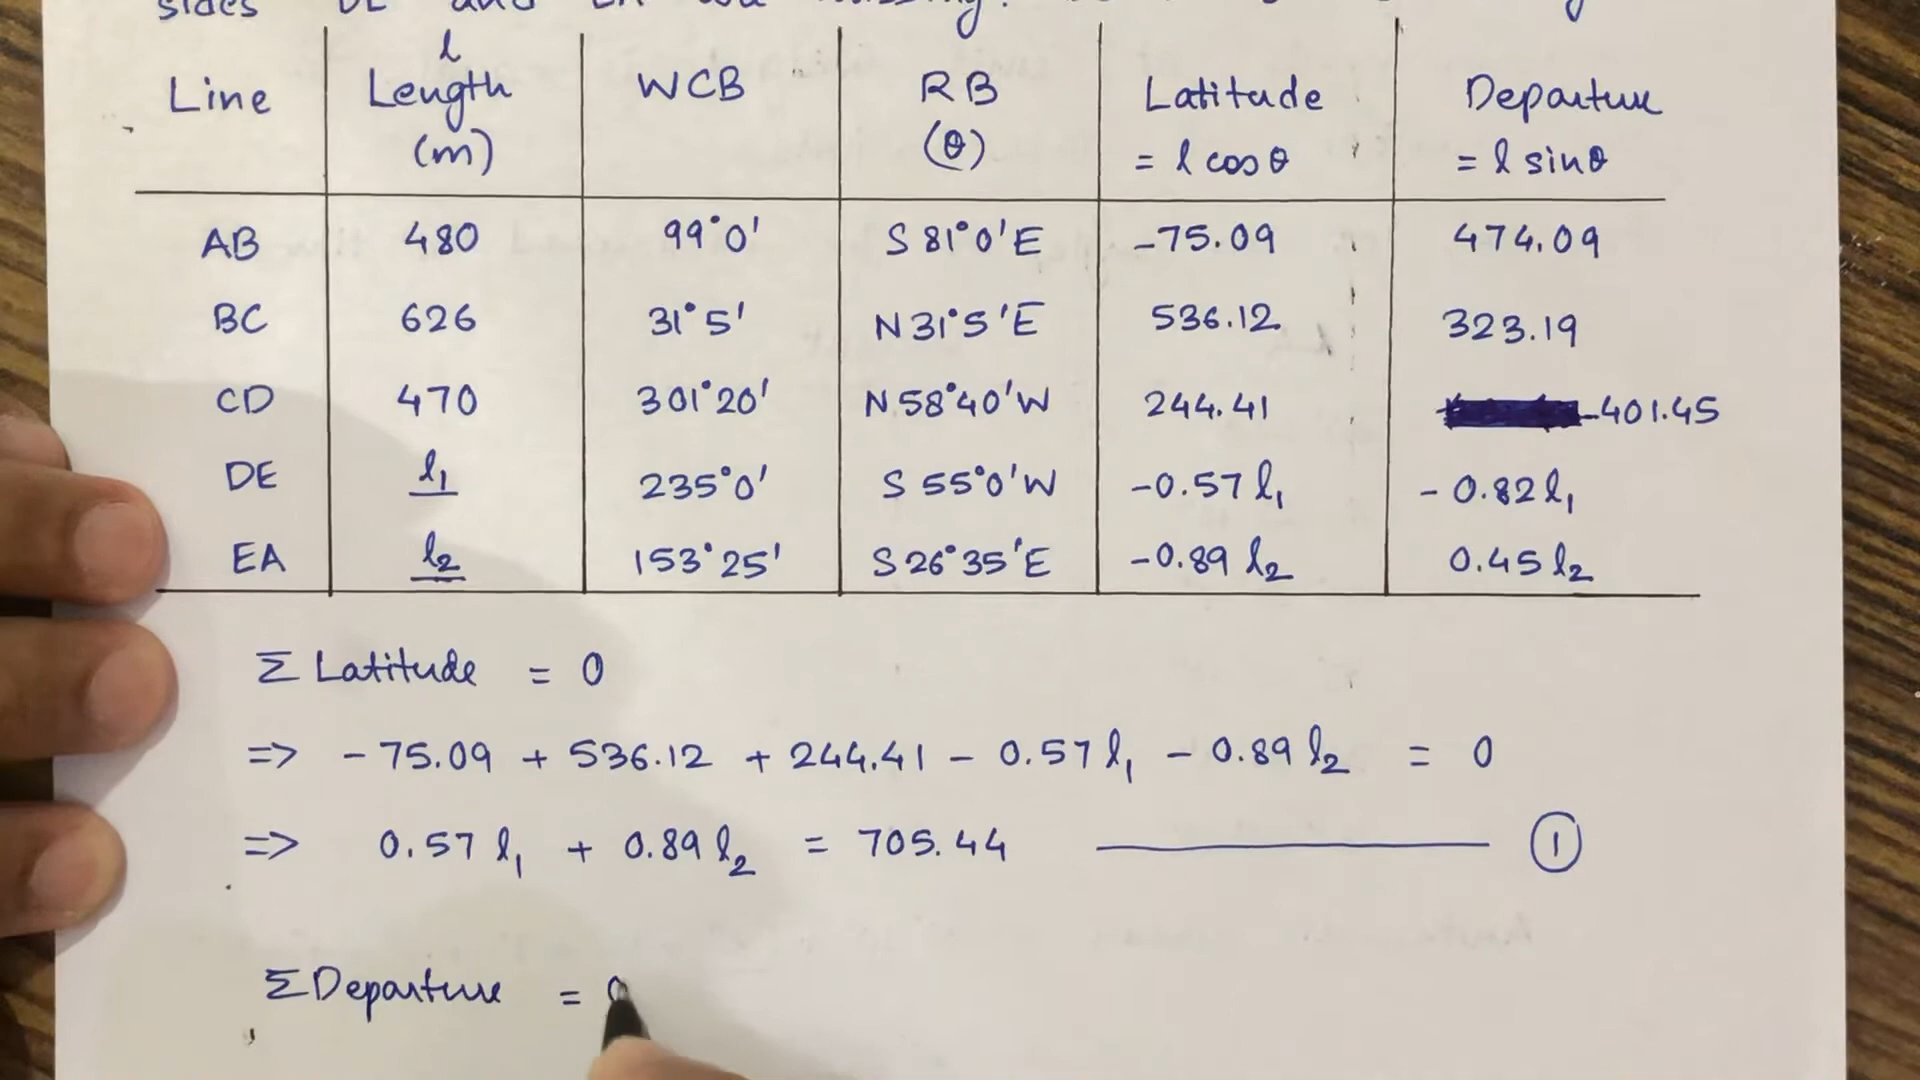 sides DE and EA
l
Line Length (m) WCB RB (θ) Latitude = l cos θ Departure = l sin θ
AB 480 99°0' S 81°0'E -75.09 474.09
BC 626 31°5' N 31°5'E 536.12 323.19
CD 470 301°20' N 58°40'W 244.41 -401.45
DE l₁ 235°0' S 55°0'W -0.57 l₁ - 0.82 l₁
EA l₂ 153°25' S 26°35'E -0.89 l₂ 0.45 l₂
Σ Latitude = 0
=> - 75.09 + 536.12 + 244.41 - 0.57 l₁ - 0.89 l₂ = 0
=> 0.57 l₁ + 0.89 l₂ = 705.44 ——— ①
Σ Departure = 0